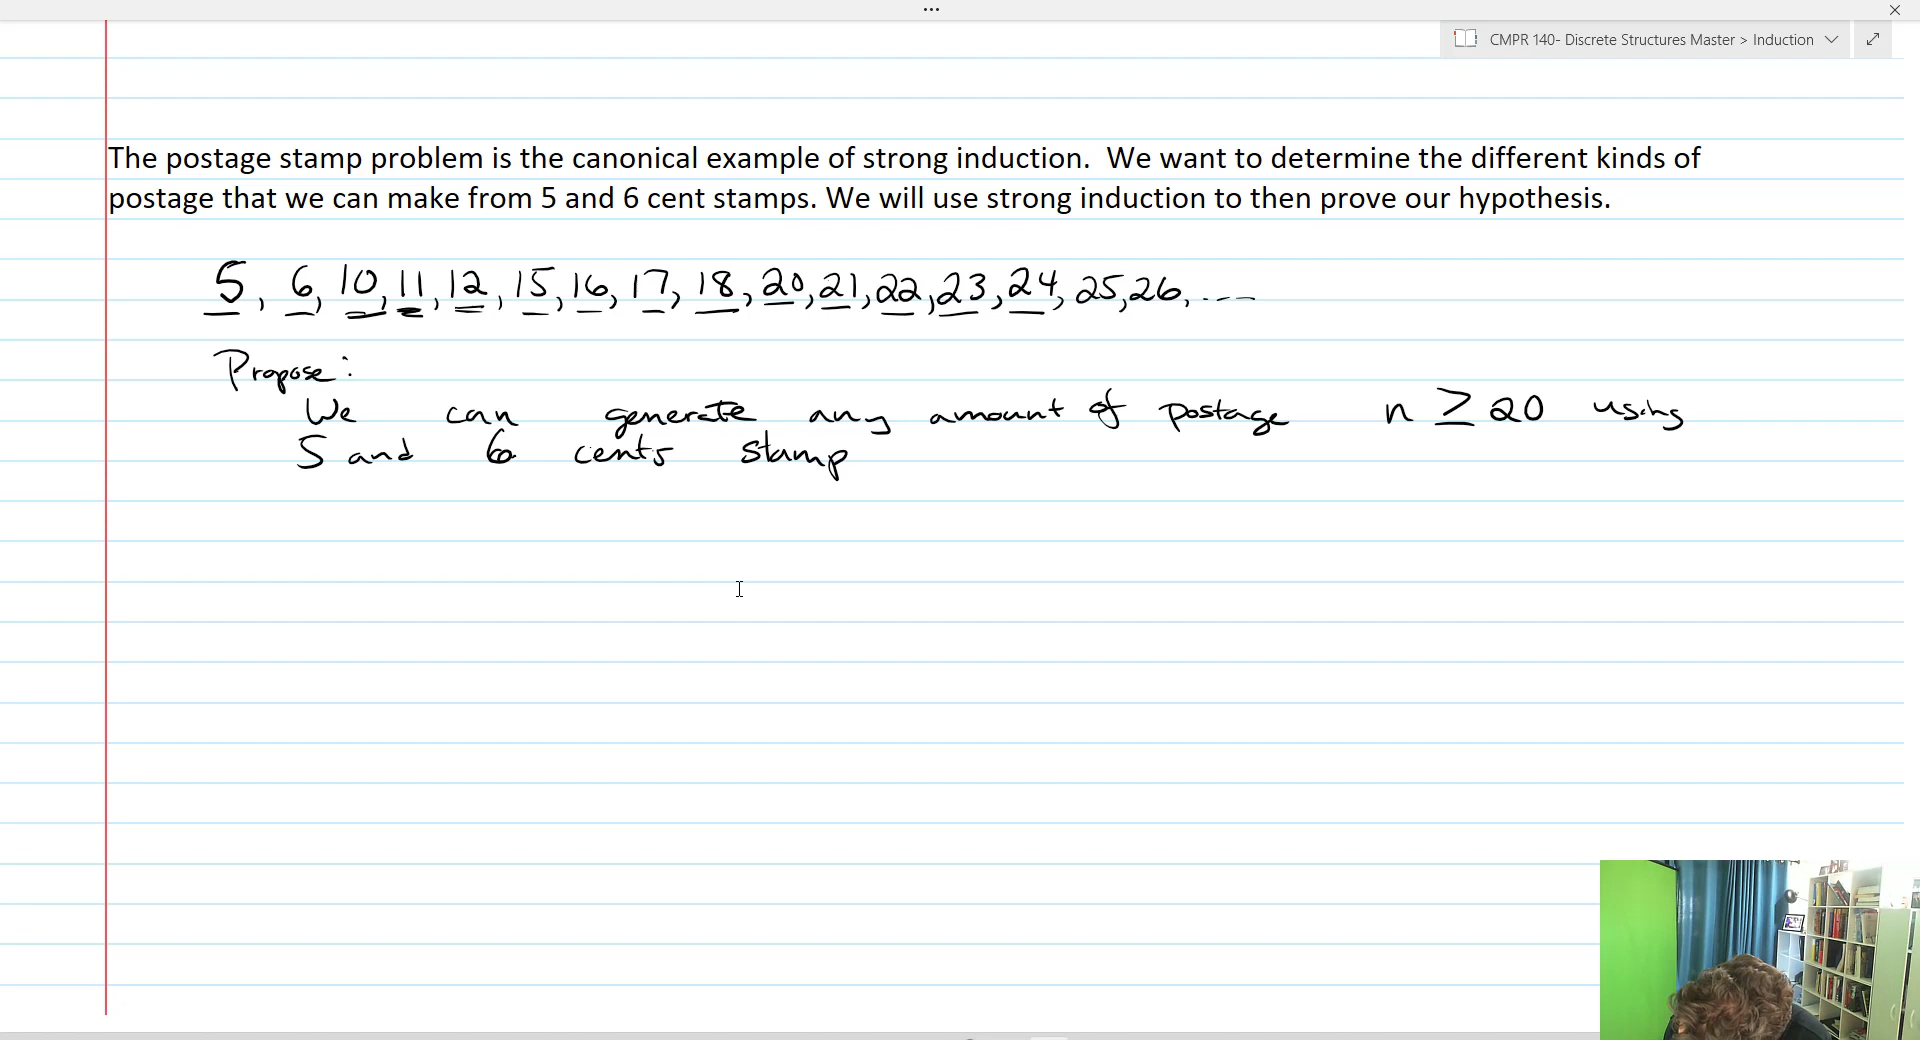 CMPR 140- Discrete Structures Master > Induction
The postage stamp problem is the canonical example of strong induction. We want to determine the different kinds of
postage that we can make from 5 and 6 cent stamps. We will use strong induction to then prove our hypothesis.
5, 6, 10, 11, 12, 15, 16, 17, 18, 20, 21, 22, 23, 24, 25, 26, ----
Propose:
We can generate any amount of postage n ≥ 20 using
5 and 6 cents stamp